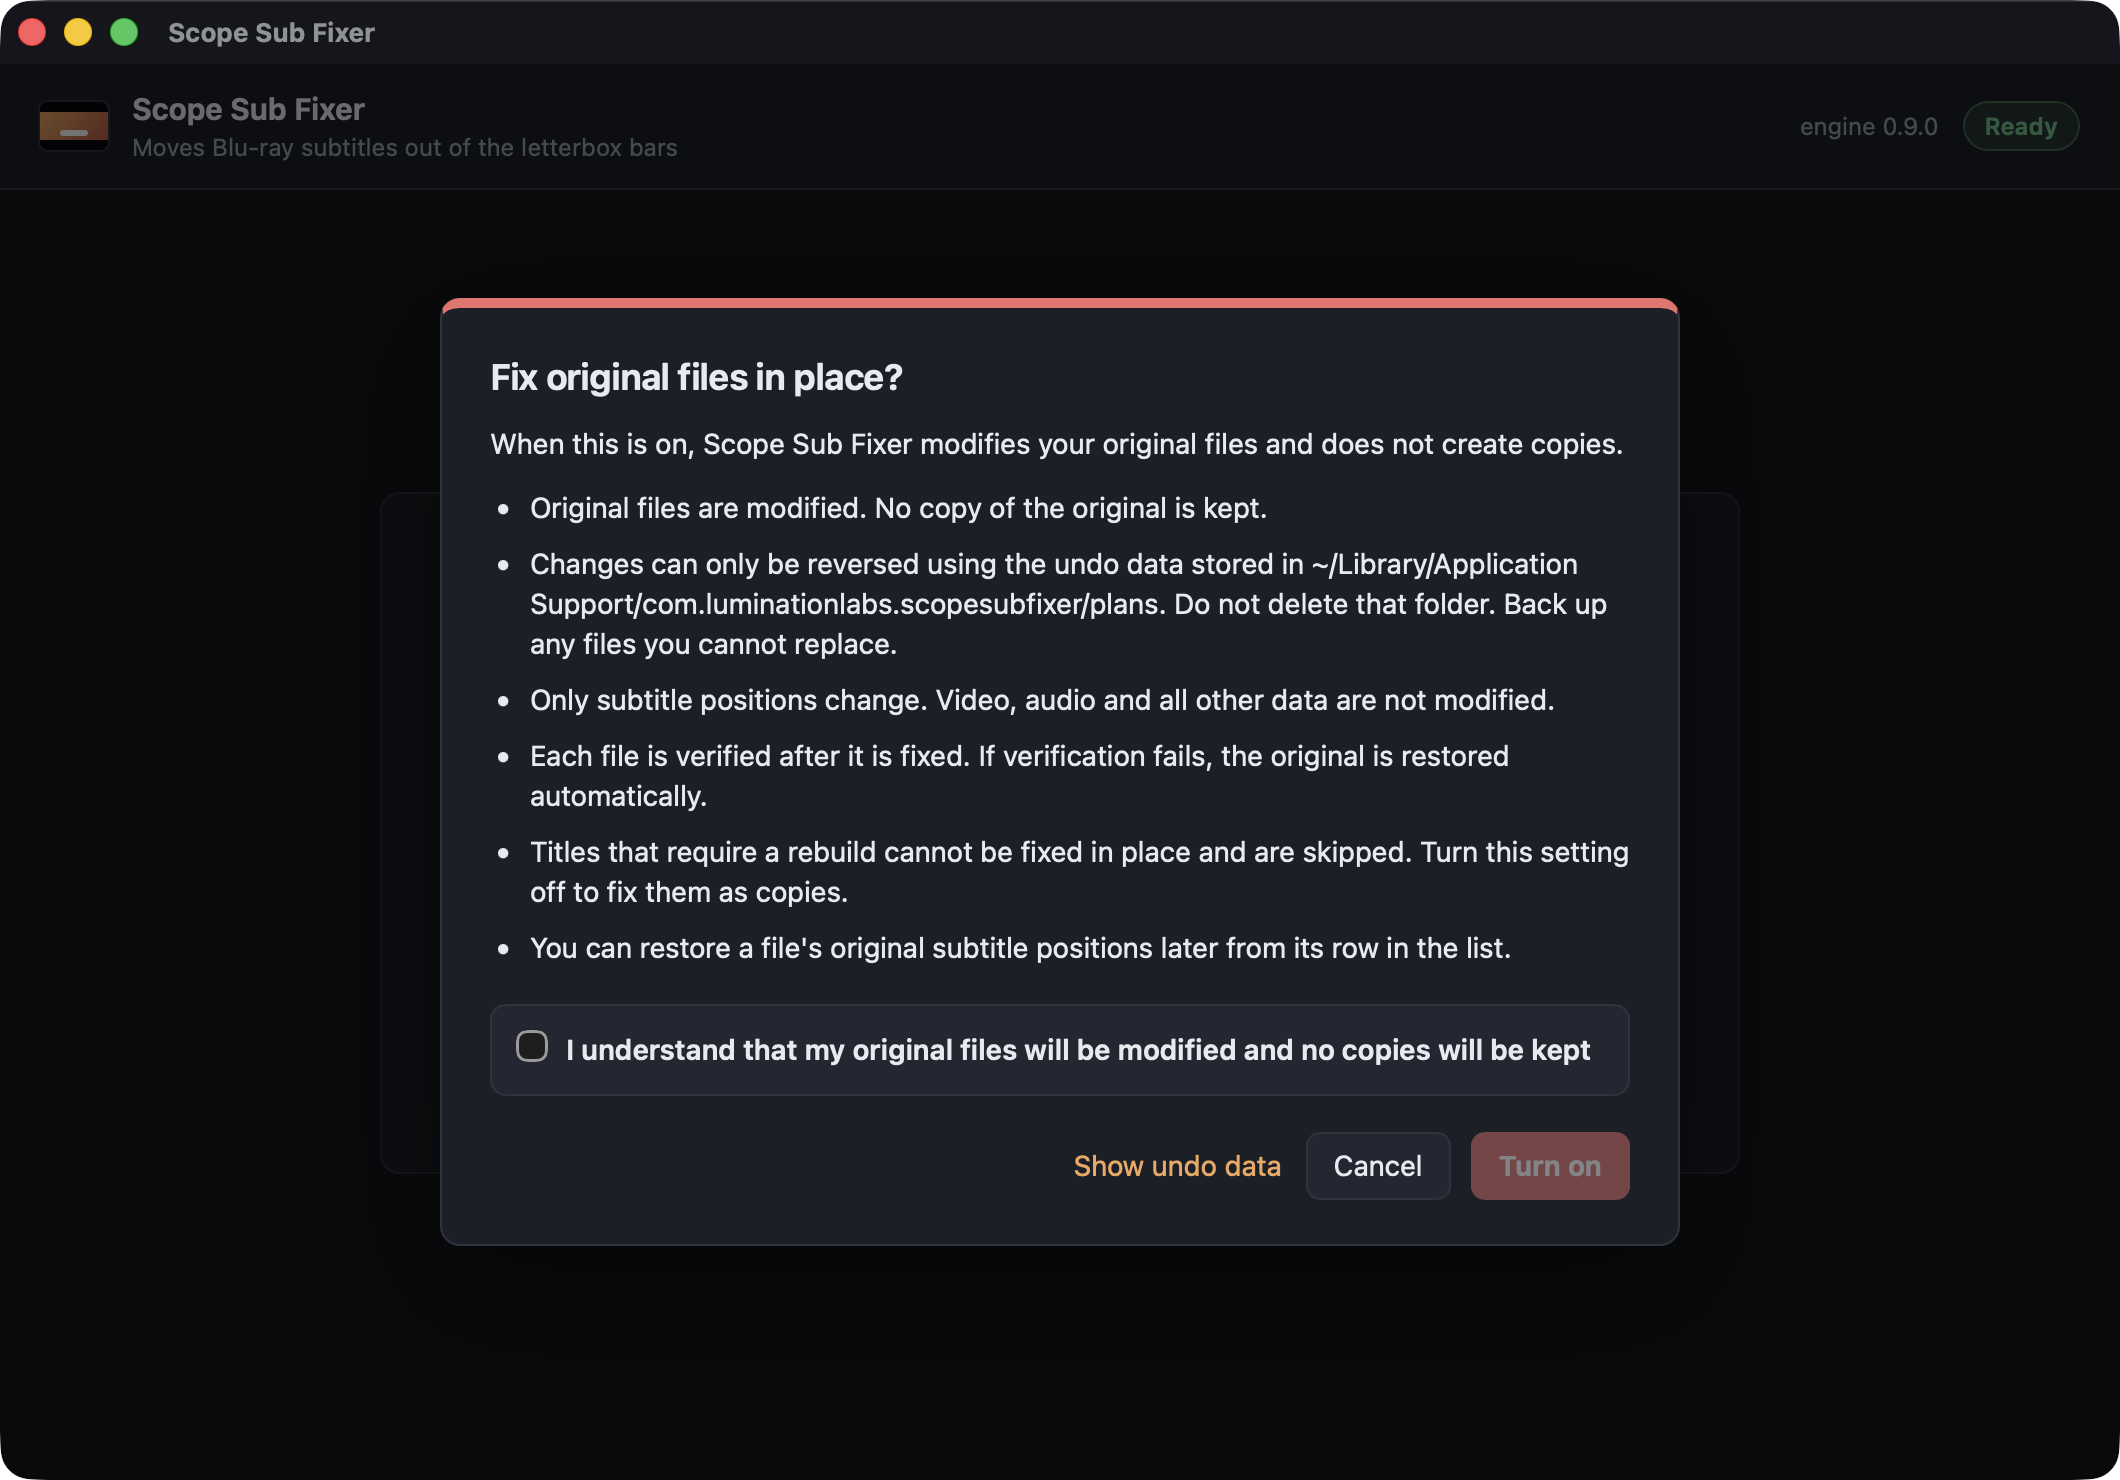 Scope Sub Fixer
Scope Sub Fixer
Moves Blu-ray subtitles out of the letterbox bars
engine 0.9.0
Ready
Fix original files in place?
When this is on, Scope Sub Fixer modifies your original files and does not create copies.
• Original files are modified. No copy of the original is kept.
• Changes can only be reversed using the undo data stored in ~/Library/Application
Support/com.luminationlabs.scopesubfixer/plans. Do not delete that folder. Back up
any files you cannot replace.
• Only subtitle positions change. Video, audio and all other data are not modified.
• Each file is verified after it is fixed. If verification fails, the original is restored
automatically.
• Titles that require a rebuild cannot be fixed in place and are skipped. Turn this setting
off to fix them as copies.
• You can restore a file's original subtitle positions later from its row in the list.
I understand that my original files will be modified and no copies will be kept
Show undo data
Cancel
Turn on